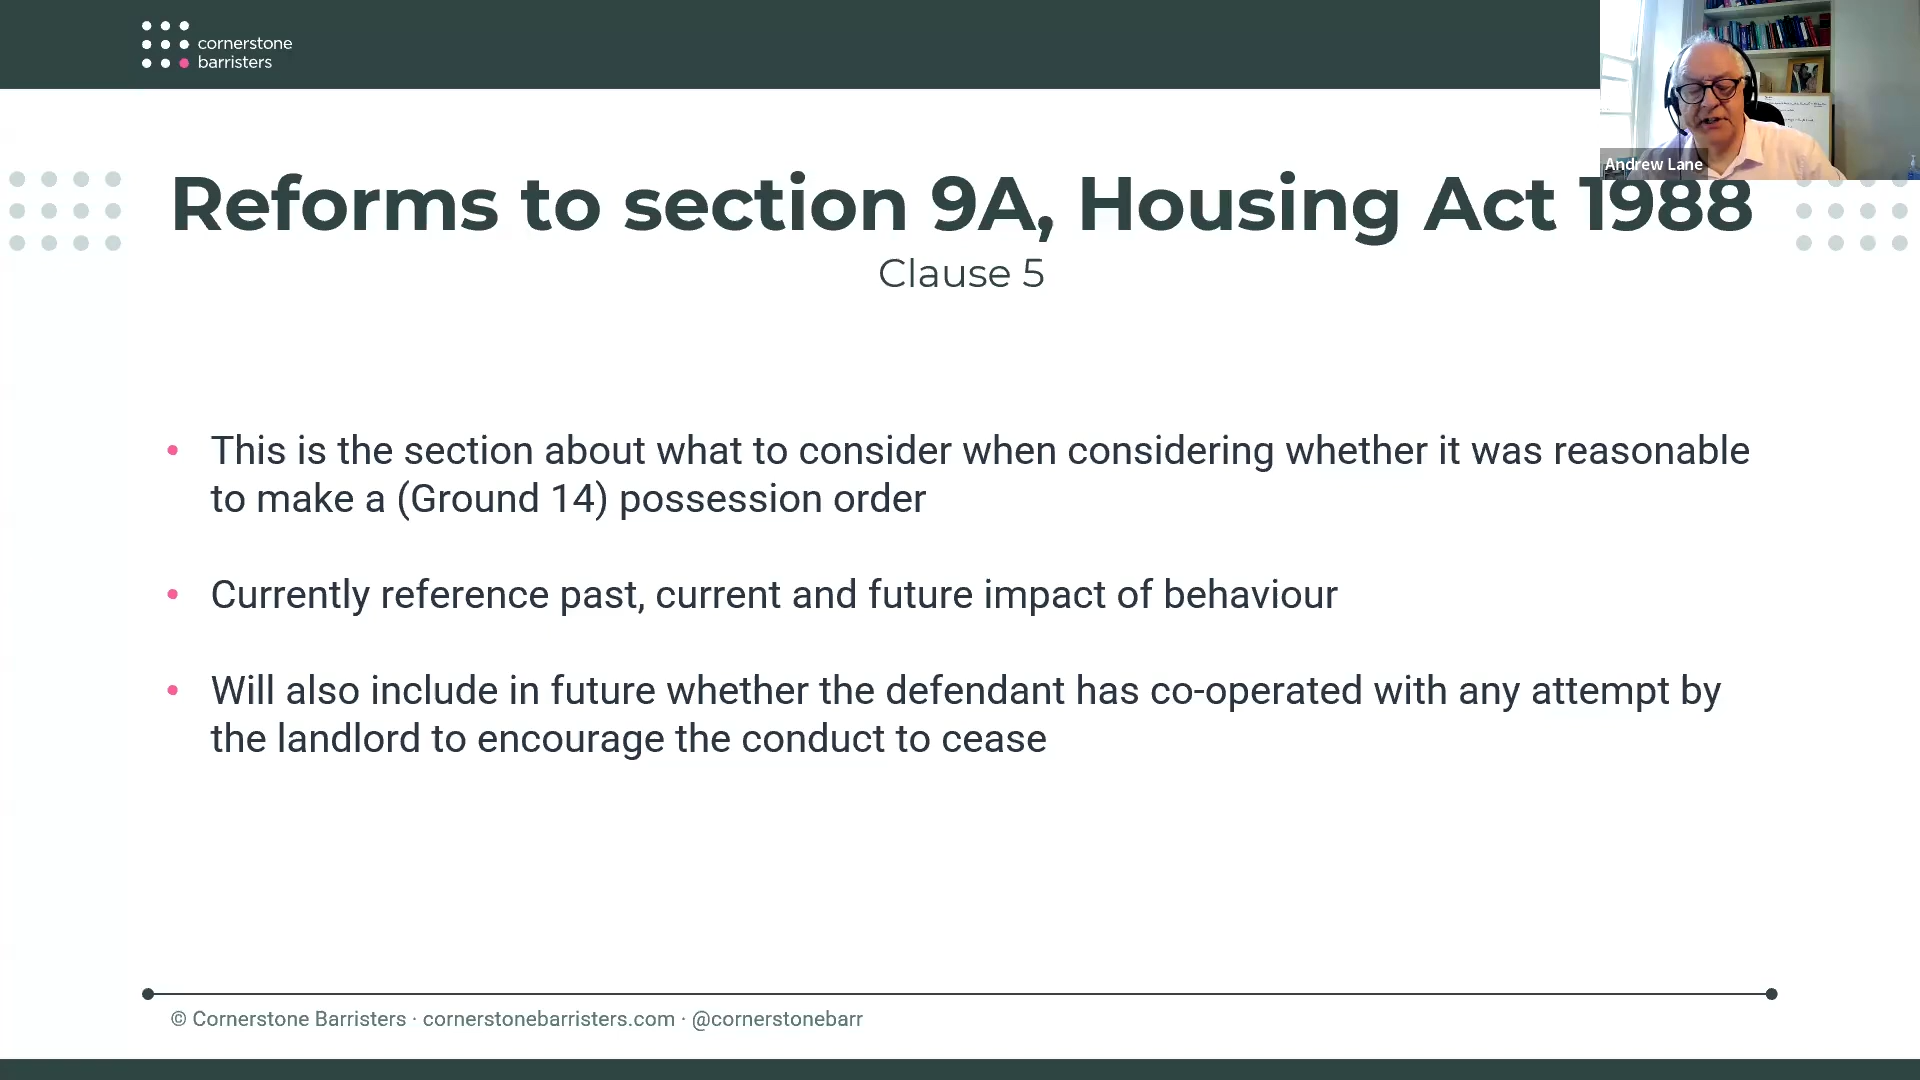 cornerstone
barristers
Andrew Lane
Reforms to section 9A, Housing Act 1988
Clause 5
• This is the section about what to consider when considering whether it was reasonable
to make a (Ground 14) possession order
• Currently reference past, current and future impact of behaviour
• Will also include in future whether the defendant has co-operated with any attempt by
the landlord to encourage the conduct to cease
© Cornerstone Barristers · cornerstonebarristers.com · @cornerstonebarr